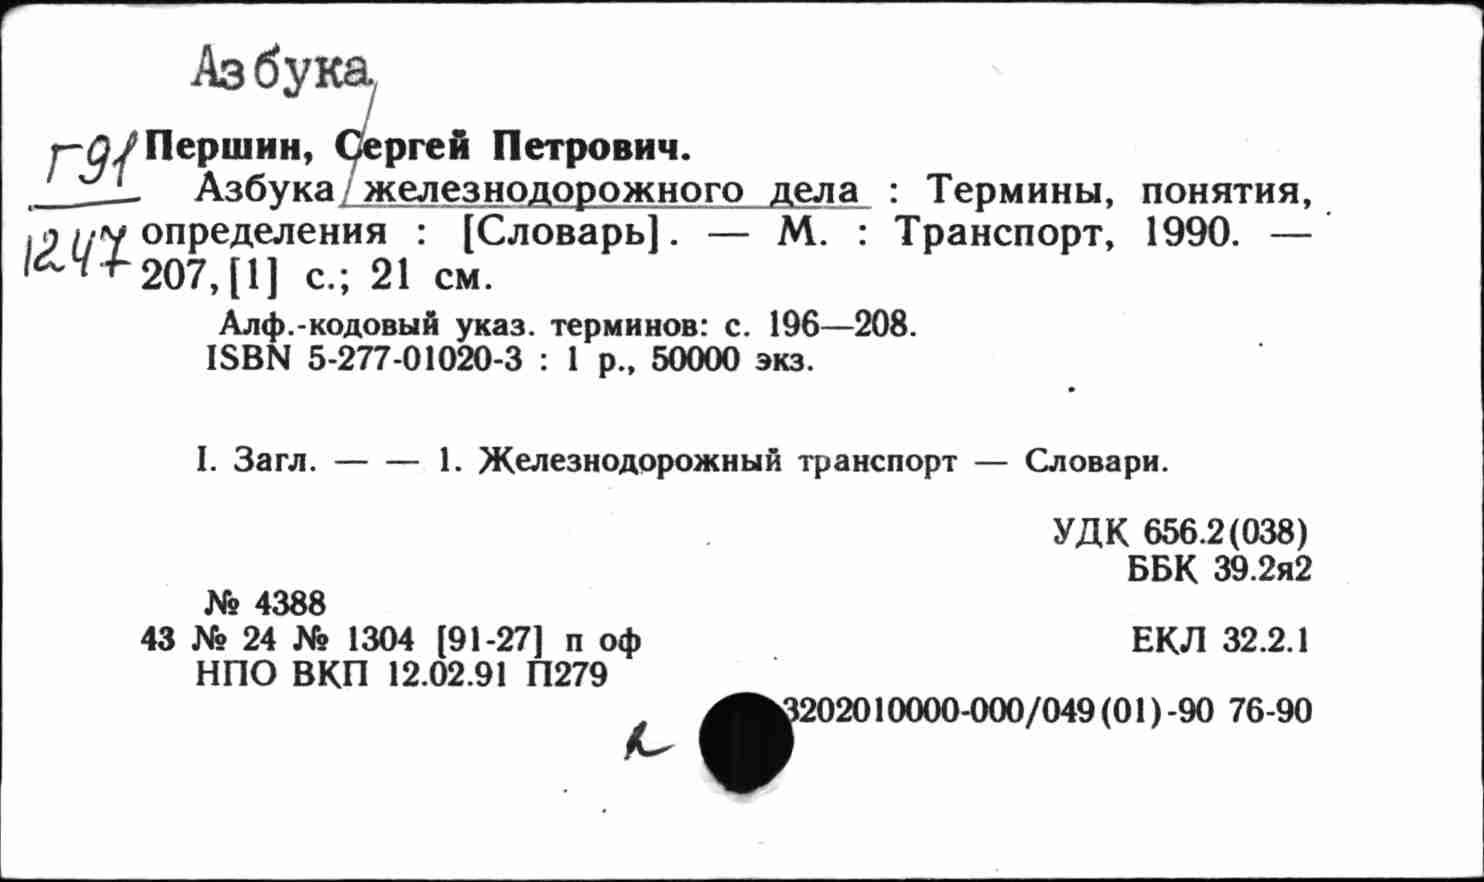 Азбука
Г91
1247
Першин, Сергей Петрович.
Азбука железнодорожного дела : Термины, понятия,
определения : [Словарь]. — М. : Транспорт, 1990. —
207, [1] с.; 21 см.
Алф.-кодовый указ. терминов: с. 196—208.
ISBN 5-277-01020-3 : 1 р., 50000 экз.
I. Загл. — — 1. Железнодорожный транспорт — Словари.
УДК 656.2(038)
ББК 39.2я2
№ 4388
43 № 24 № 1304 [91-27] п оф
ЕКЛ 32.2.1
НПО ВКП 12.02.91 П279
3202010000-000/049(01)-90 76-90